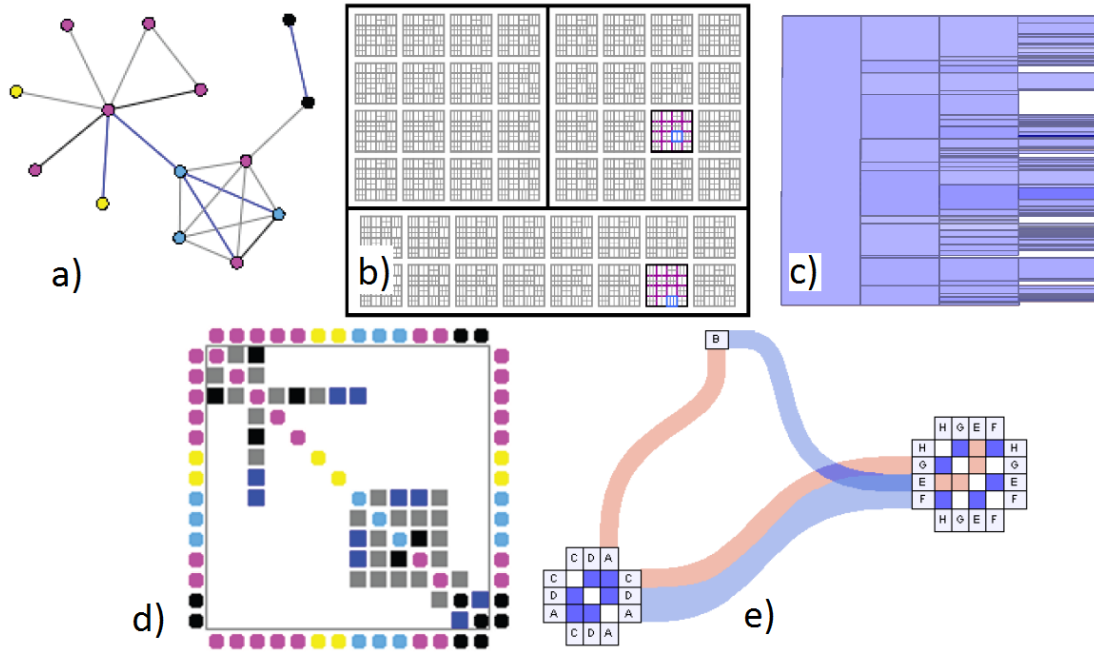 a)
b)
c)
B
H G E F
H H
G G
E E
F F
H G E F
C D A
C C
D D
A A
C D A
d)
e)